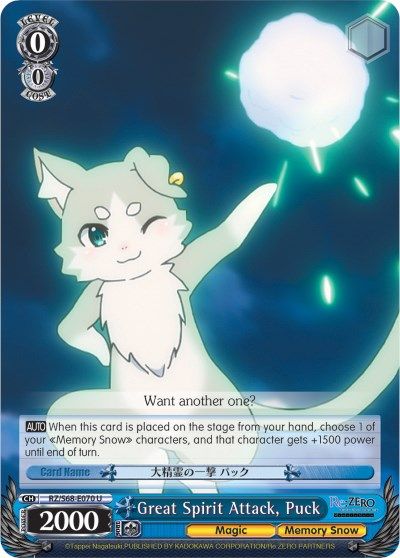 LEVEL
0
0
COST
Want another one?
AUTO When this card is placed on the stage from your hand, choose 1 of
your «Memory Snow» characters, and that character gets +1500 power
until end of turn.
Card Name 大精霊の一撃 パック
CH RZ/S68-E070 U
POWER 2000 SOUL Great Spirit Attack, Puck Re:ZERO
Magic Memory Snow
©Tappei Nagatsuki,PUBLISHED BY KADOKAWA CORPORATION/Re:ZERO PARTNERS